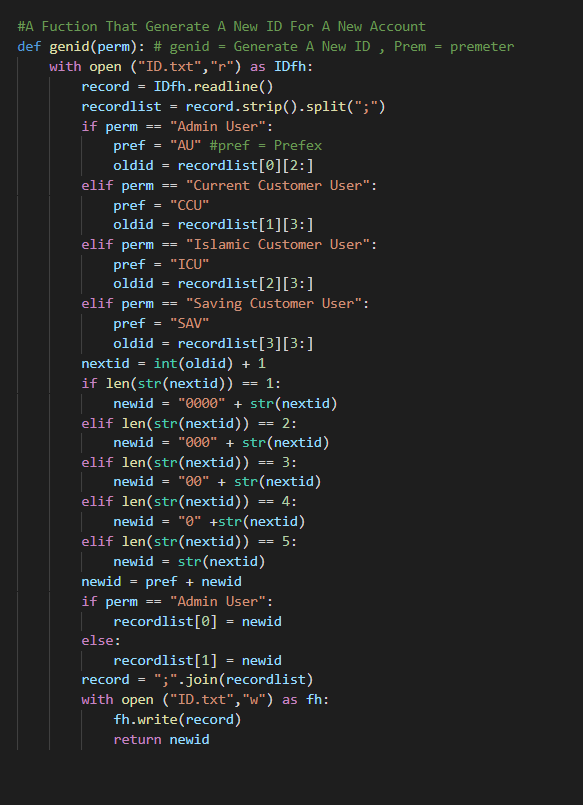 #A Fuction That Generate A New ID For A New Account
def genid(perm): # genid = Generate A New ID , Prem = premeter
    with open ("ID.txt","r") as IDfh:
        record = IDfh.readline()
        recordlist = record.strip().split(";")
        if perm == "Admin User":
            pref = "AU" #pref = Prefex
            oldid = recordlist[0][2:]
        elif perm == "Current Customer User":
            pref = "CCU"
            oldid = recordlist[1][3:]
        elif perm == "Islamic Customer User":
            pref = "ICU"
            oldid = recordlist[2][3:]
        elif perm == "Saving Customer User":
            pref = "SAV"
            oldid = recordlist[3][3:]
        nextid = int(oldid) + 1
        if len(str(nextid)) == 1:
            newid = "0000" + str(nextid)
        elif len(str(nextid)) == 2:
            newid = "000" + str(nextid)
        elif len(str(nextid)) == 3:
            newid = "00" + str(nextid)
        elif len(str(nextid)) == 4:
            newid = "0" +str(nextid)
        elif len(str(nextid)) == 5:
            newid = str(nextid)
        newid = pref + newid
        if perm == "Admin User":
            recordlist[0] = newid
        else:
            recordlist[1] = newid
        record = ";".join(recordlist)
        with open ("ID.txt","w") as fh:
            fh.write(record)
            return newid